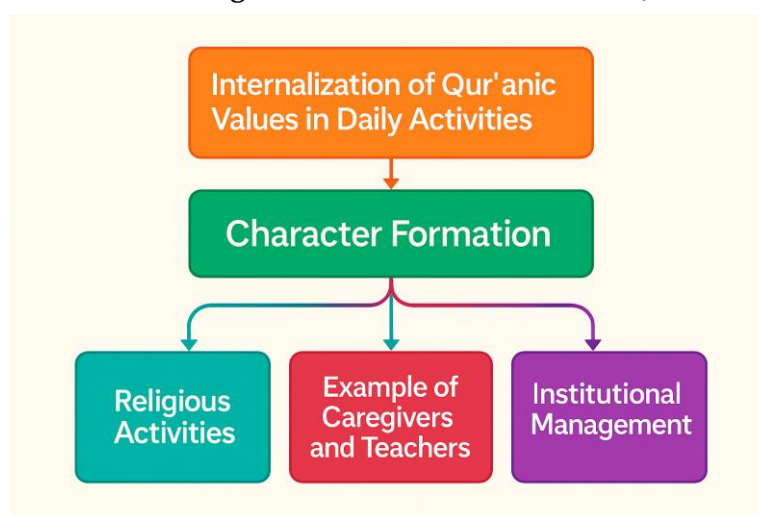 Internalization of Qur'anic
Values in Daily Activities
Character Formation
Religious
Activities
Example of
Caregivers
and Teachers
Institutional
Management